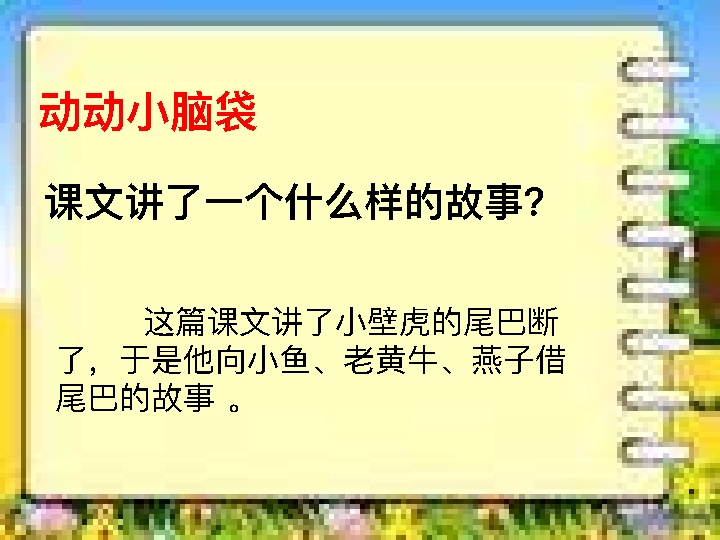 动动小脑袋
课文讲了一个什么样的故事?
这篇课文讲了小壁虎的尾巴断
了，于是他向小鱼、老黄牛、燕子借
尾巴的故事 。